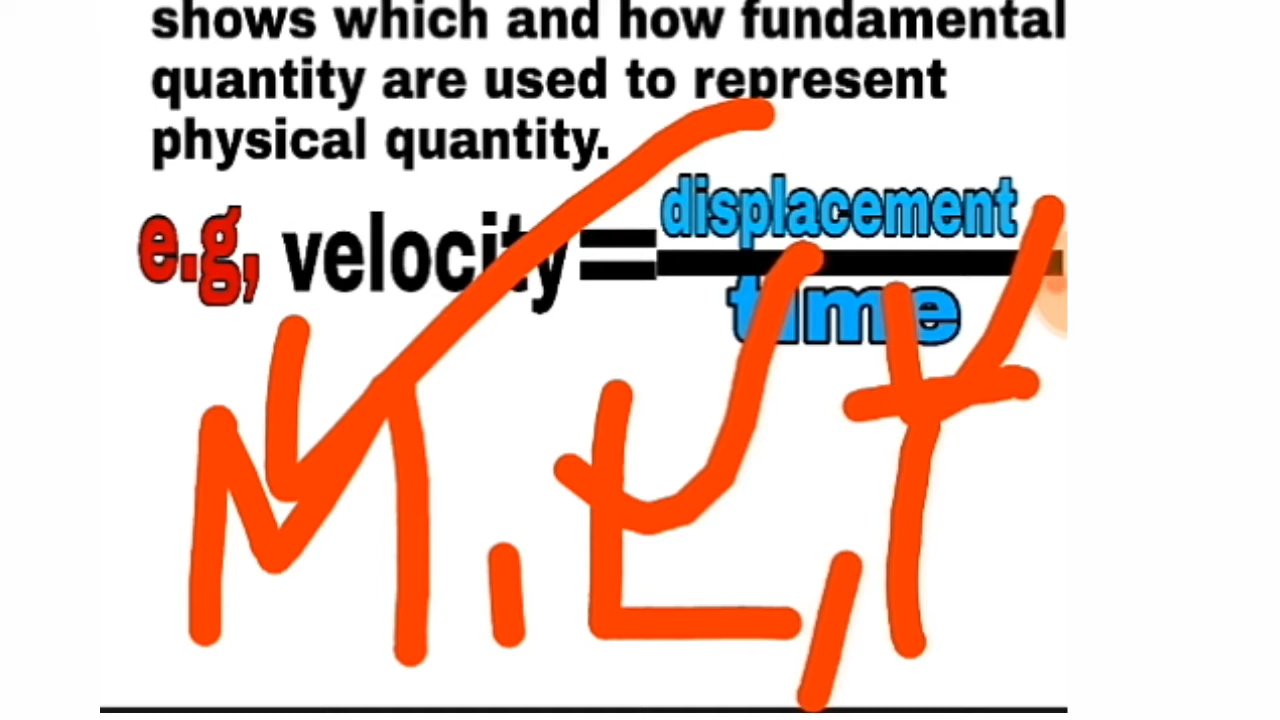 shows which and how fundamental
quantity are used to represent
physical quantity.
e.g, velocity=displacement
time
M, L, T